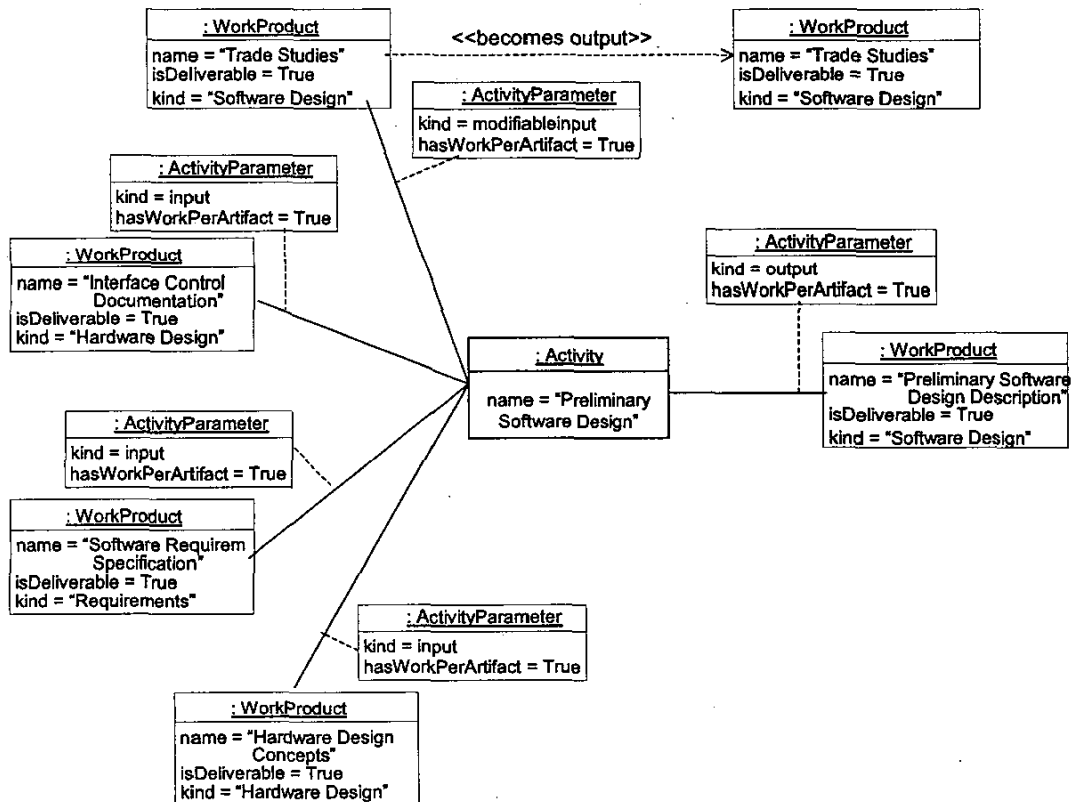 : WorkProduct
name = "Trade Studies"
isDeliverable = True
kind = "Software Design"
<<becomes output>>
: WorkProduct
name = "Trade Studies"
isDeliverable = True
kind = "Software Design"
: ActivityParameter
kind = modifiableinput
hasWorkPerArtifact = True
: ActivityParameter
kind = input
hasWorkPerArtifact = True
: WorkProduct
name = "Interface Control
Documentation"
isDeliverable = True
kind = "Hardware Design"
: ActivityParameter
kind = output
hasWorkPerArtifact = True
: Activity
name = "Preliminary
Software Design"
: WorkProduct
name = "Preliminary Software
Design Description"
isDeliverable = True
kind = "Software Design"
: ActivityParameter
kind = input
hasWorkPerArtifact = True
: WorkProduct
name = "Software Requirem
Specification"
isDeliverable = True
kind = "Requirements"
: ActivityParameter
kind = input
hasWorkPerArtifact = True
: WorkProduct
name = "Hardware Design
Concepts"
isDeliverable = True
kind = "Hardware Design"